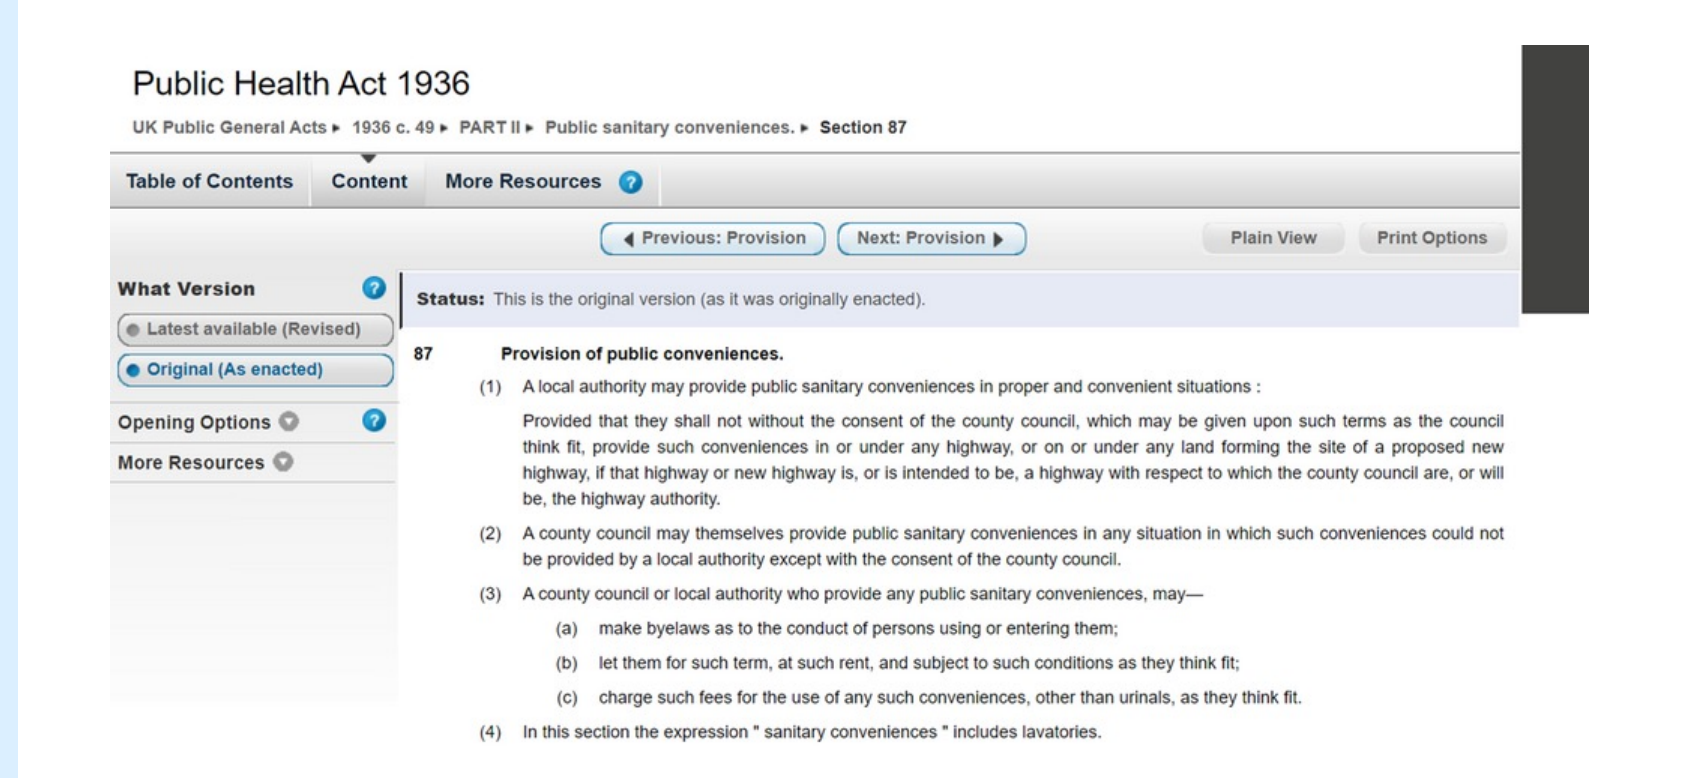 Public Health Act 1936
UK Public General Acts ▸ 1936 c. 49 ▸ PART II ▸ Public sanitary conveniences. ▸ Section 87
Table of Contents Content More Resources ?
Previous: Provision Next: Provision Plain View Print Options
What Version ?
Latest available (Revised)
Original (As enacted)
Opening Options ?
More Resources
Status: This is the original version (as it was originally enacted).
87 Provision of public conveniences.
(1) A local authority may provide public sanitary conveniences in proper and convenient situations :
Provided that they shall not without the consent of the county council, which may be given upon such terms as the council
think fit, provide such conveniences in or under any highway, or on or under any land forming the site of a proposed new
highway, if that highway or new highway is, or is intended to be, a highway with respect to which the county council are, or will
be, the highway authority.
(2) A county council may themselves provide public sanitary conveniences in any situation in which such conveniences could not
be provided by a local authority except with the consent of the county council.
(3) A county council or local authority who provide any public sanitary conveniences, may—
(a) make byelaws as to the conduct of persons using or entering them;
(b) let them for such term, at such rent, and subject to such conditions as they think fit;
(c) charge such fees for the use of any such conveniences, other than urinals, as they think fit.
(4) In this section the expression " sanitary conveniences " includes lavatories.